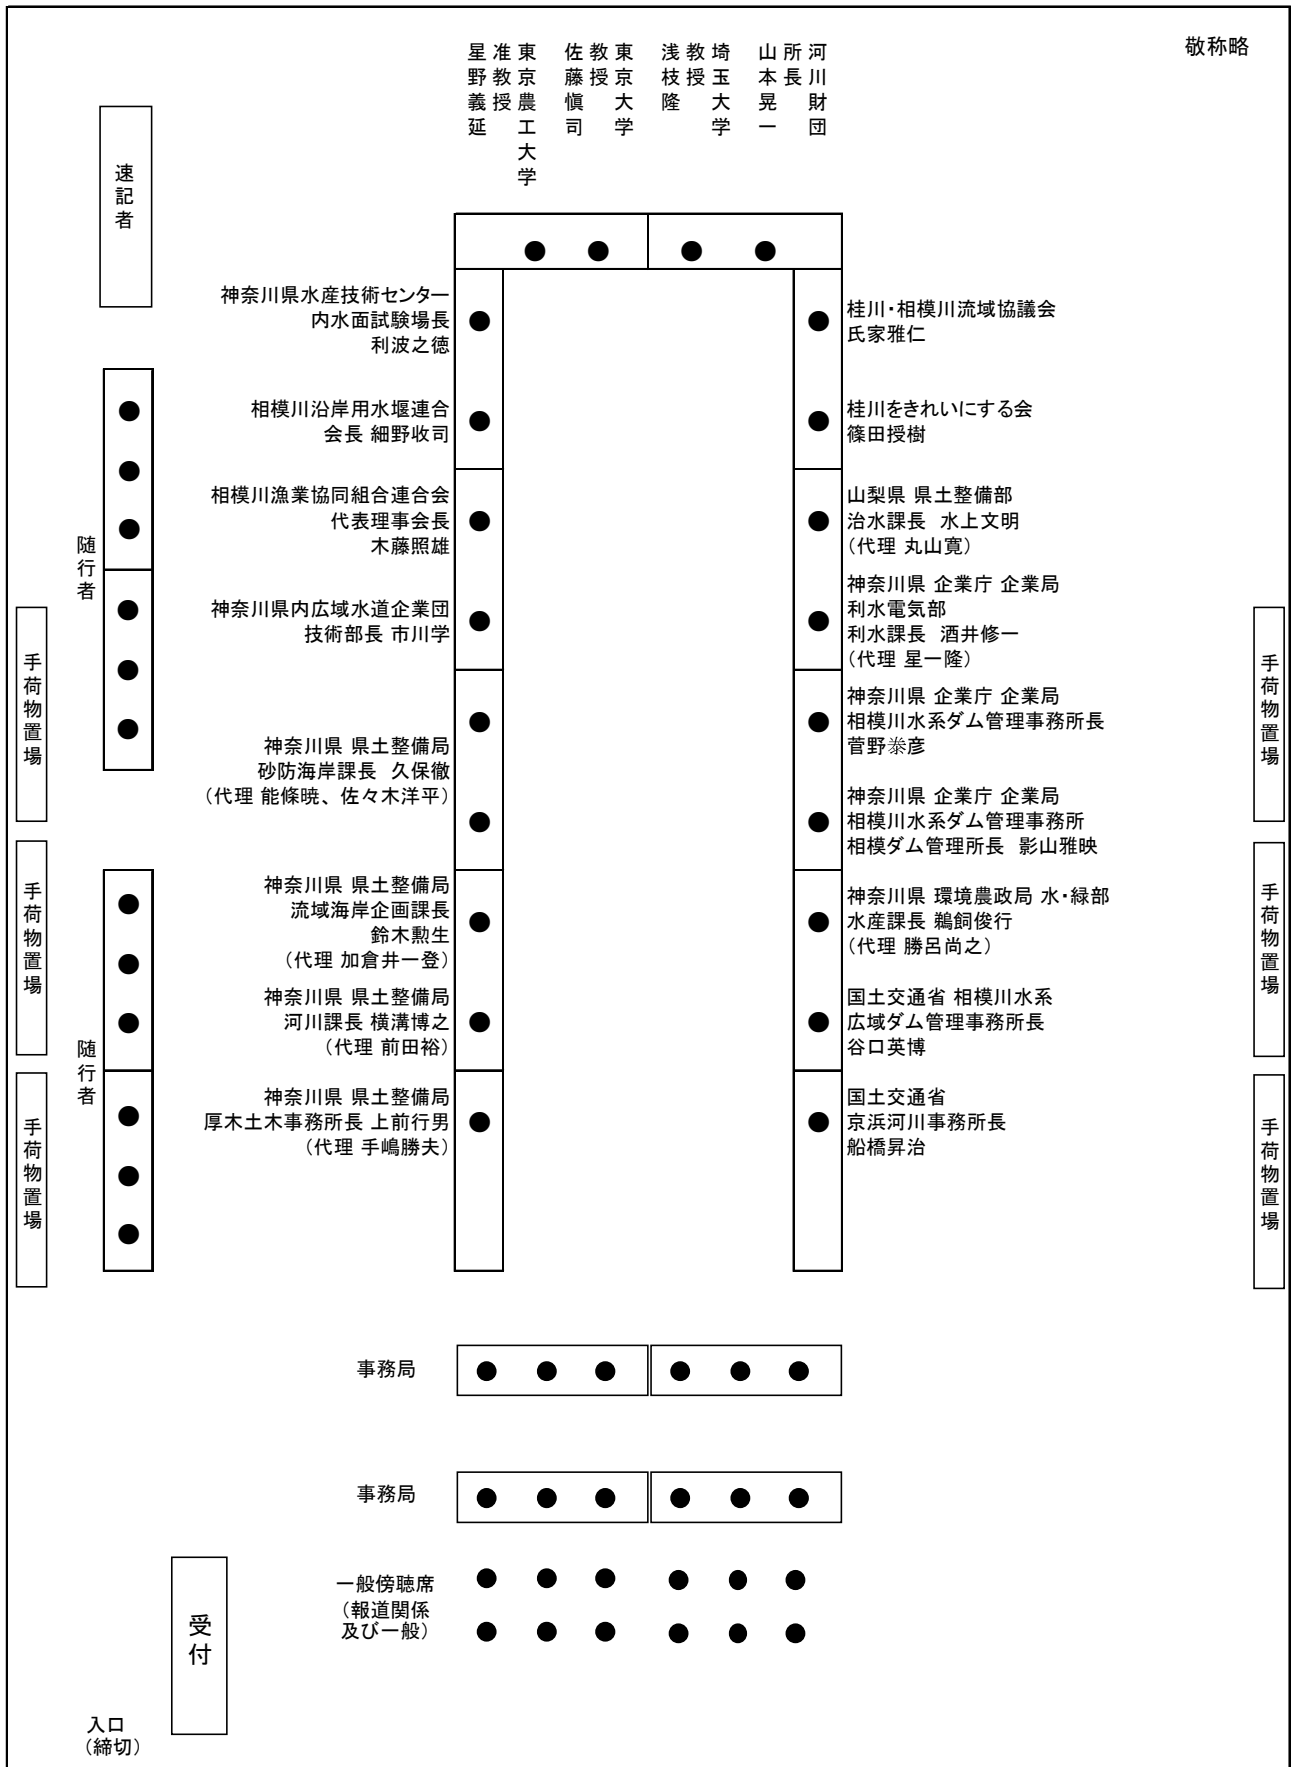 敬称略
河川財団
所長
山本晃一
埼玉大学
教授
浅枝隆
東京大学
教授
佐藤愼司
東京農工大学
准教授
星野義延
速記者
神奈川県水産技術センター
内水面試験場長
利波之徳
相模川沿岸用水堰連合
会長 細野收司
相模川漁業協同組合連合会
代表理事会長
木藤照雄
神奈川県内広域水道企業団
技術部長 市川学
神奈川県 県土整備局
砂防海岸課長 久保徹
(代理 能條暁、佐々木洋平)
神奈川県 県土整備局
流域海岸企画課長
鈴木勲生
(代理 加倉井一登)
神奈川県 県土整備局
河川課長 横溝博之
(代理 前田裕)
神奈川県 県土整備局
厚木土木事務所長 上前行男
(代理 手嶋勝夫)
桂川・相模川流域協議会
氏家雅仁
桂川をきれいにする会
篠田授樹
山梨県 県土整備部
治水課長 水上文明
(代理 丸山寛)
神奈川県 企業庁 企業局
利水電気部
利水課長 酒井修一
(代理 星一隆)
神奈川県 企業庁 企業局
相模川水系ダム管理事務所長
菅野泰彦
神奈川県 企業庁 企業局
相模川水系ダム管理事務所
相模ダム管理所長 影山雅映
神奈川県 環境農政局 水・緑部
水産課長 鵜飼俊行
(代理 勝呂尚之)
国土交通省 相模川水系
広域ダム管理事務所長
谷口英博
国土交通省
京浜河川事務所長
船橋昇治
随行者
随行者
手荷物置場
手荷物置場
手荷物置場
手荷物置場
手荷物置場
手荷物置場
事務局
事務局
一般傍聴席
(報道関係
及び一般)
受付
入口
(締切)